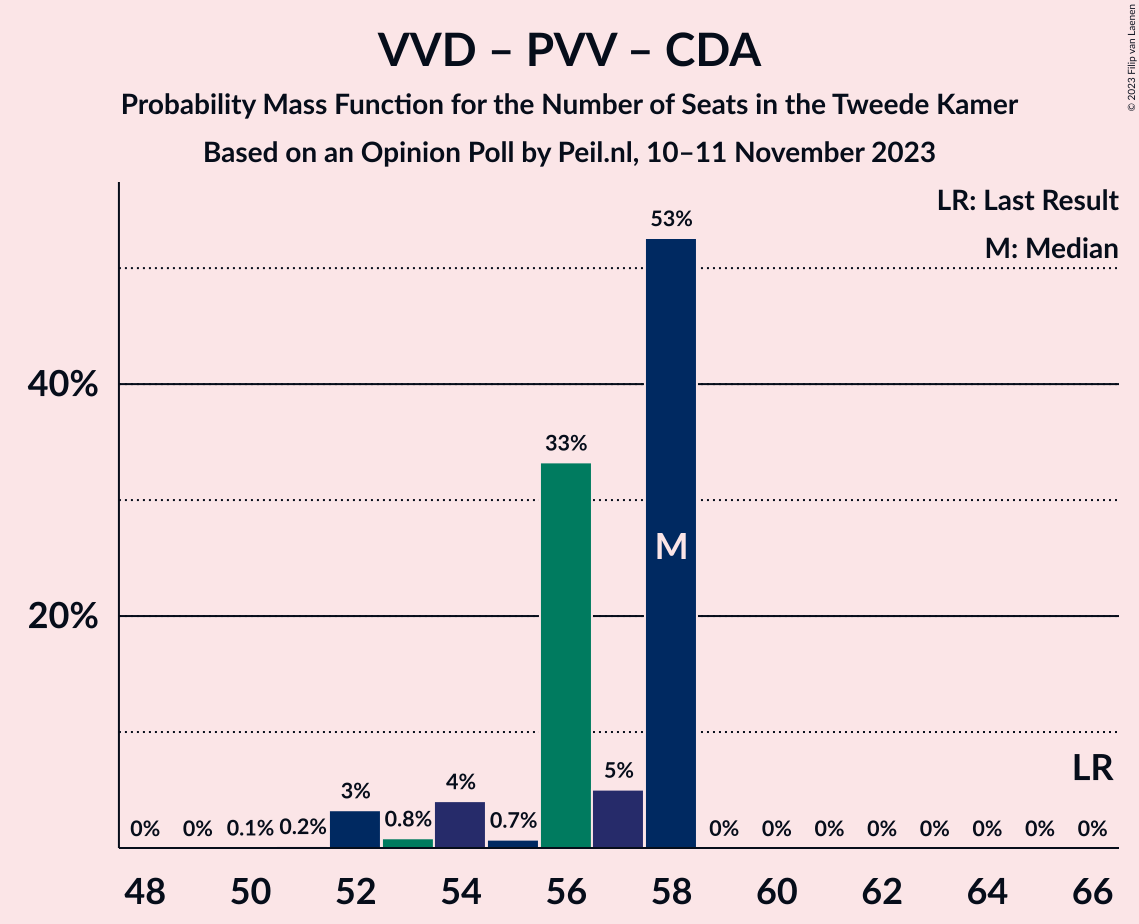 VVD – PVV – CDA
Probability Mass Function for the Number of Seats in the Tweede Kamer
Based on an Opinion Poll by Peil.nl, 10–11 November 2023
© 2023 Filip van Laenen
LR: Last Result
M: Median
53%
40%
33%
M
20%
LR
5%
4%
3%
0% 0% 0.1% 0.2% 0.8% 0.7% 0% 0% 0% 0% 0% 0% 0% 0%
48 50 52 54 56 58 60 62 64 66